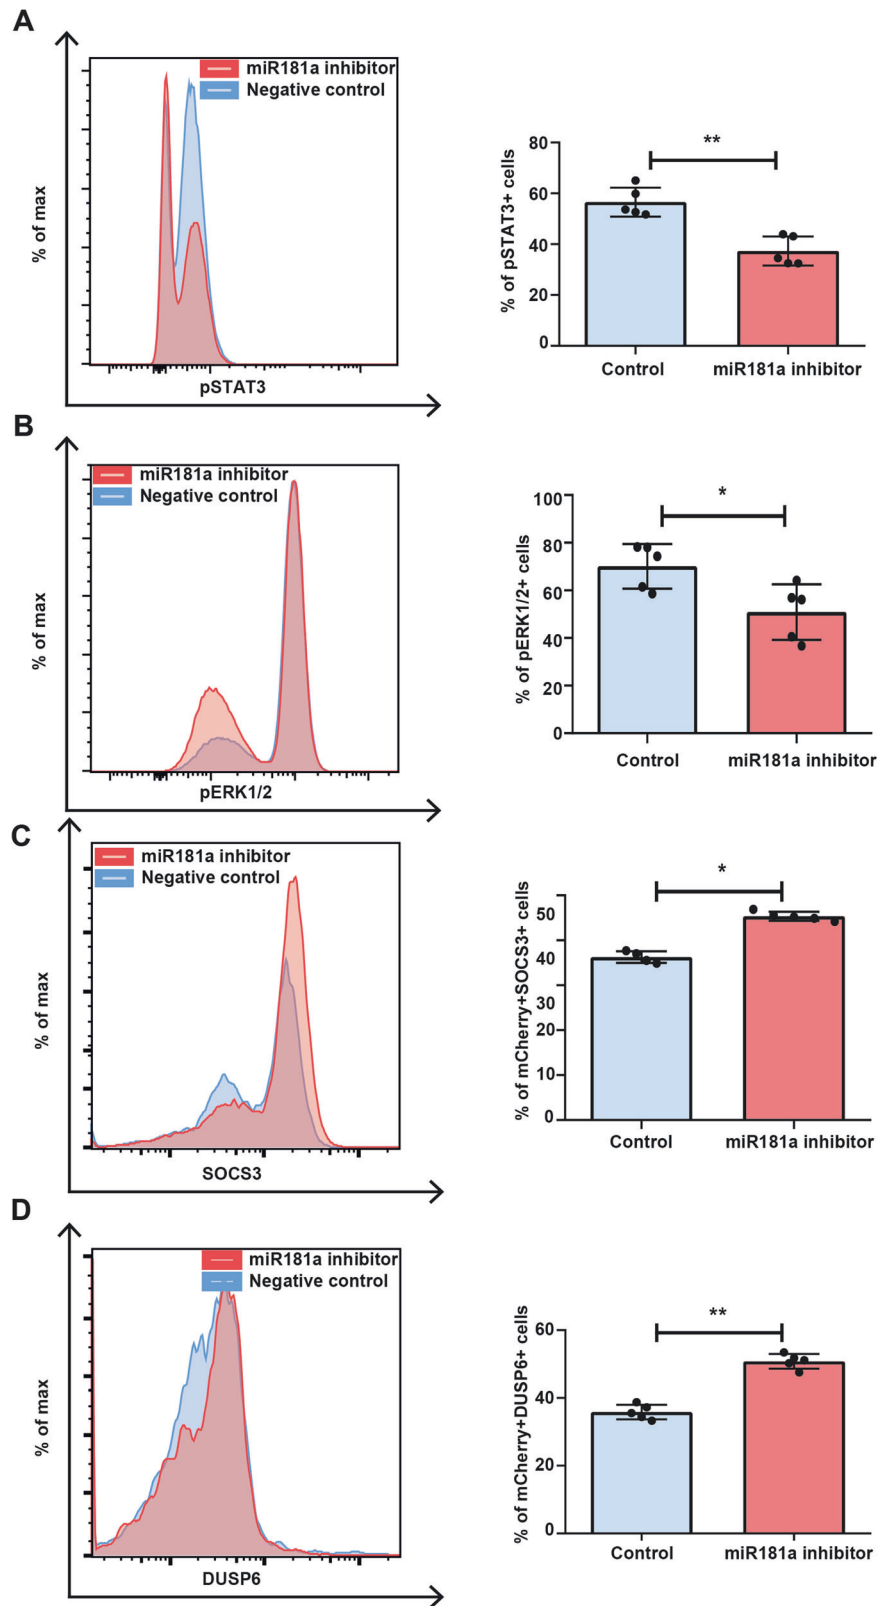 A
miR181a inhibitor
Negative control
% of max
pSTAT3
**
% of pSTAT3+ cells
80
60
40
20
0
Control
miR181a inhibitor
B
miR181a inhibitor
Negative control
% of max
pERK1/2
*
% of pERK1/2+ cells
100
80
60
40
20
0
Control
miR181a inhibitor
C
miR181a inhibitor
Negative control
% of max
SOCS3
*
% of mCherry+SOCS3+ cells
50
40
30
20
10
0
Control
miR181a inhibitor
D
miR181a inhibitor
Negative control
% of max
DUSP6
**
% of mCherry+DUSP6+ cells
60
40
20
0
Control
miR181a inhibitor